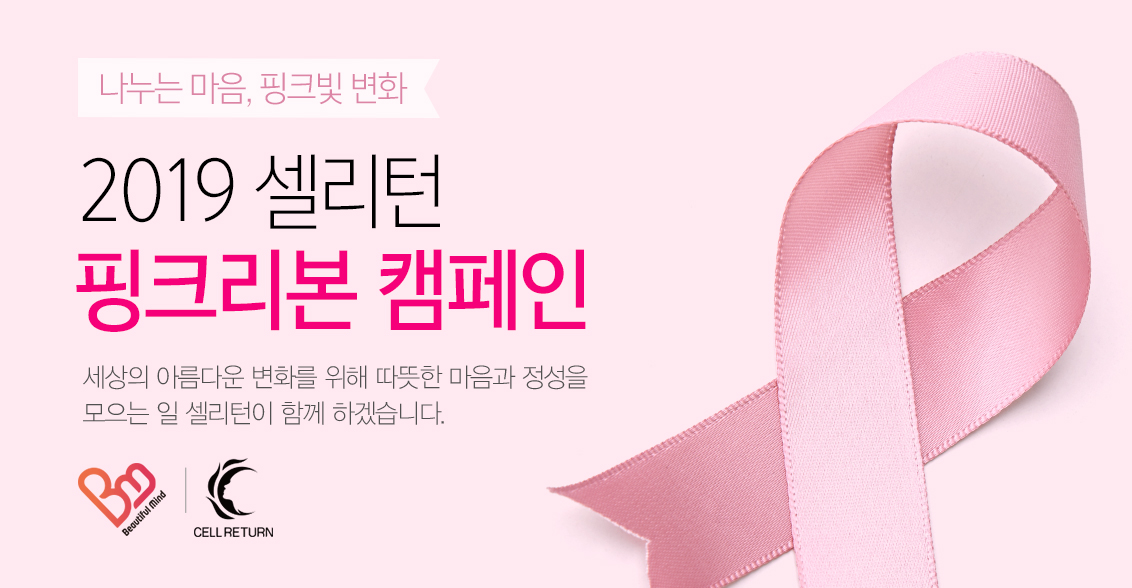 나누는 마음, 핑크빛 변화
2019 셀리턴
핑크리본 캠페인
세상의 아름다운 변화를 위해 따뜻한 마음과 정성을
모으는 일 셀리턴이 함께 하겠습니다.
Bm
Beautiful Mind
CELL RETURN